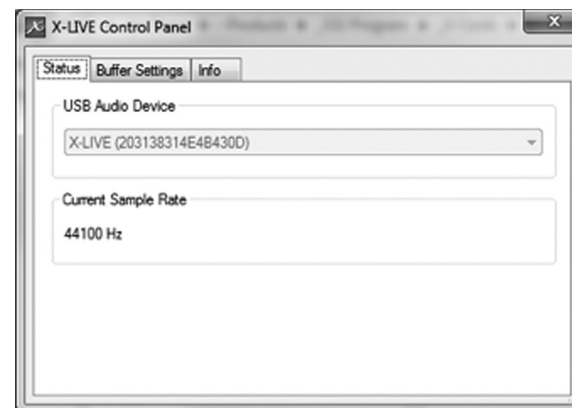 X-LIVE Control Panel
Status Buffer Settings Info
USB Audio Device
X-LIVE (203138314E4B430D)
Current Sample Rate
44100 Hz